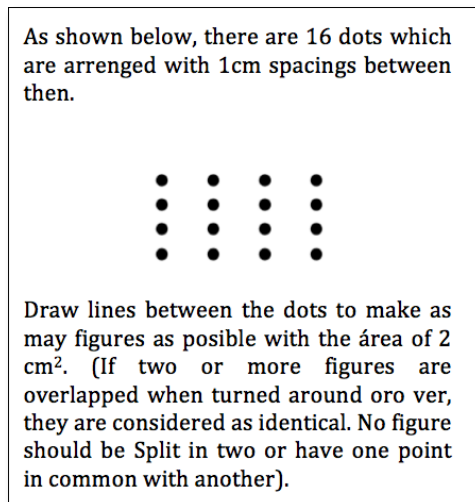 As shown below, there are 16 dots which
are arrenged with 1cm spacings between
then.
Draw lines between the dots to make as
may figures as posible with the área of 2
cm². (If two or more figures are
overlapped when turned around oro ver,
they are considered as identical. No figure
should be Split in two or have one point
in common with another).